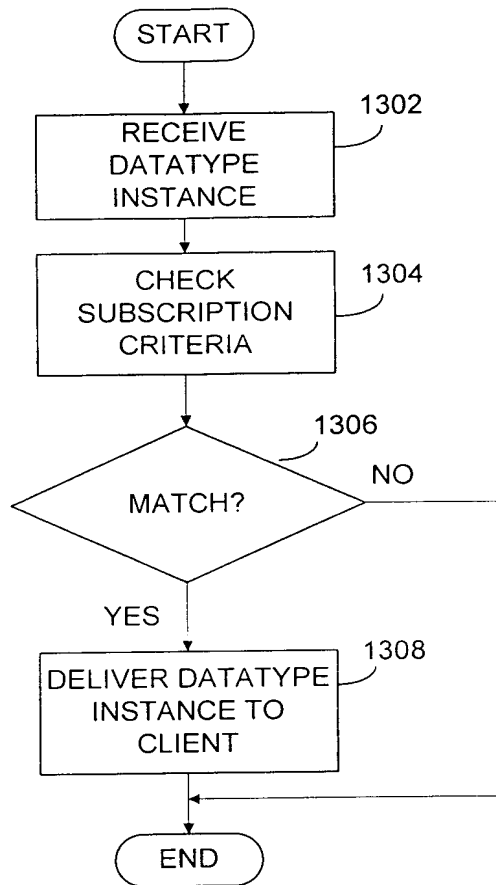 START
1302
RECEIVE
DATATYPE
INSTANCE
1304
CHECK
SUBSCRIPTION
CRITERIA
1306
MATCH?
NO
YES
1308
DELIVER DATATYPE
INSTANCE TO
CLIENT
END